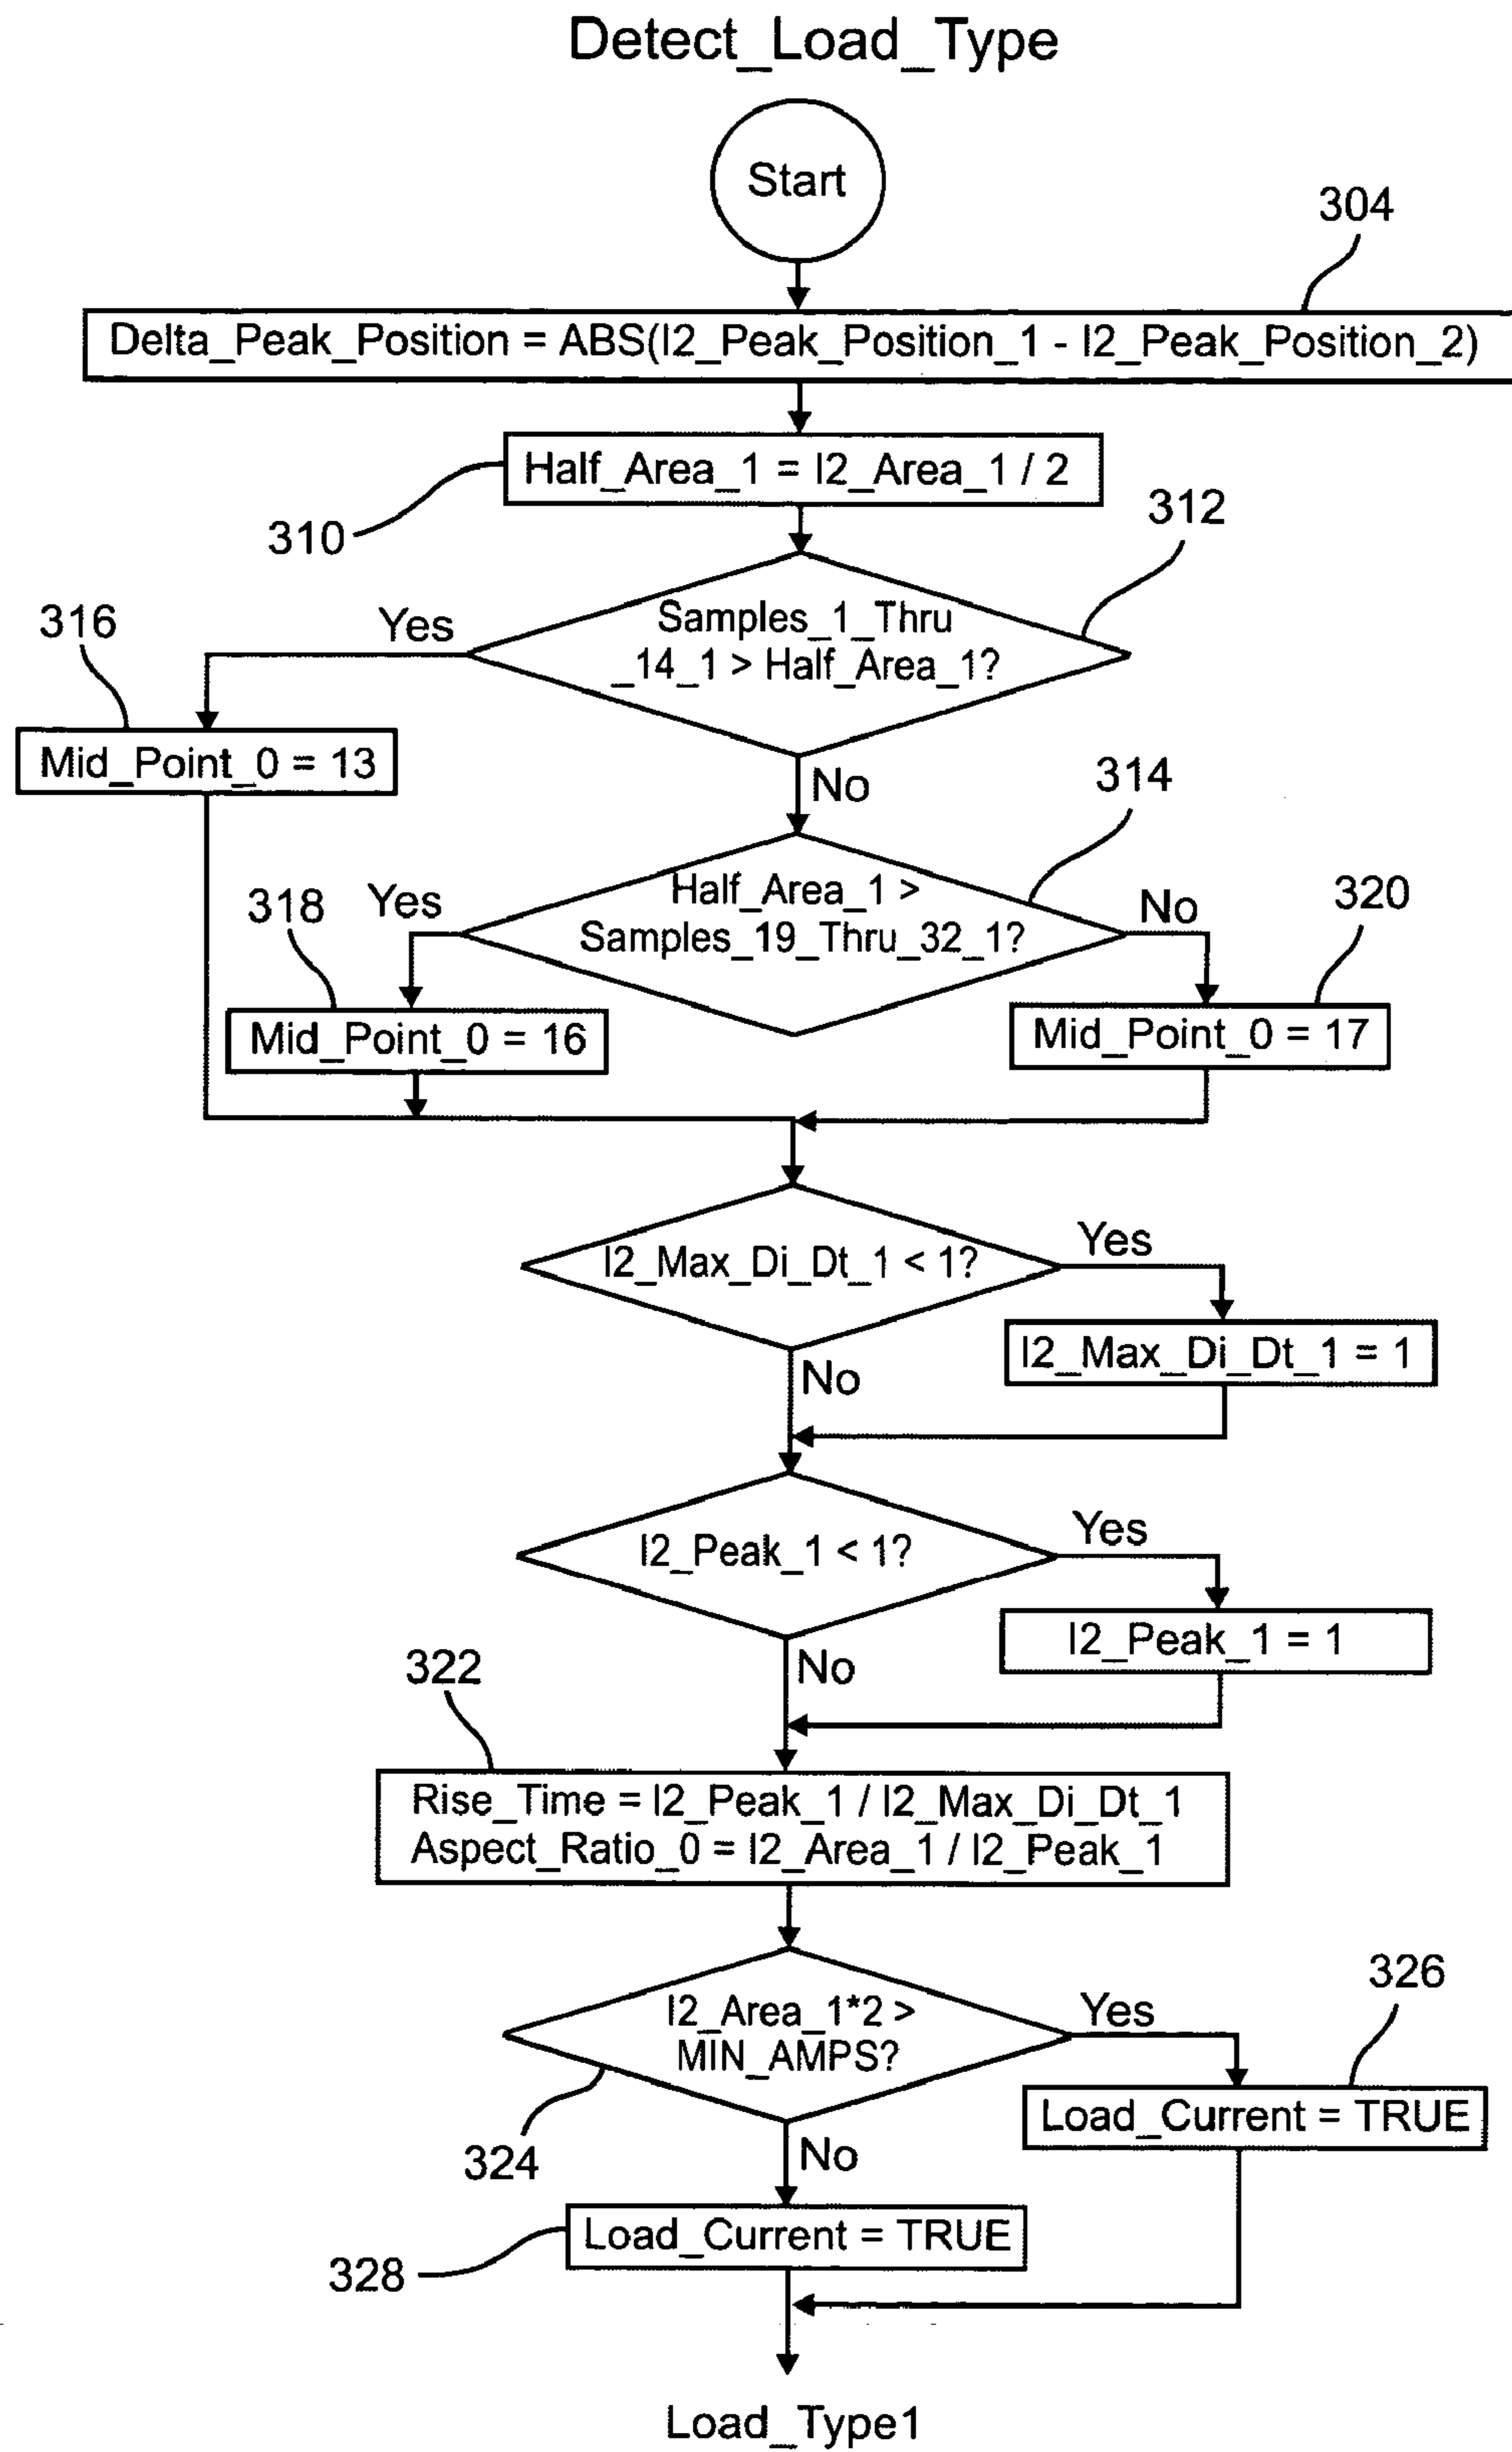 Detect_Load_Type
Start
304
Delta_Peak_Position = ABS(I2_Peak_Position_1 - I2_Peak_Position_2)
Half_Area_1 = I2_Area_1 / 2
310
312
Samples_1_Thru
_14_1 > Half_Area_1?
Yes
316
Mid_Point_0 = 13
No
314
Half_Area_1 >
Samples_19_Thru_32_1?
Yes
318
No
320
Mid_Point_0 = 16
Mid_Point_0 = 17
I2_Max_Di_Dt_1 < 1?
Yes
I2_Max_Di_Dt_1 = 1
No
I2_Peak_1 < 1?
Yes
I2_Peak_1 = 1
No
322
Rise_Time = I2_Peak_1 / I2_Max_Di_Dt_1
Aspect_Ratio_0 = I2_Area_1 / I2_Peak_1
I2_Area_1*2 >
MIN_AMPS?
Yes
326
Load_Current = TRUE
324
No
Load_Current = TRUE
328
Load_Type1